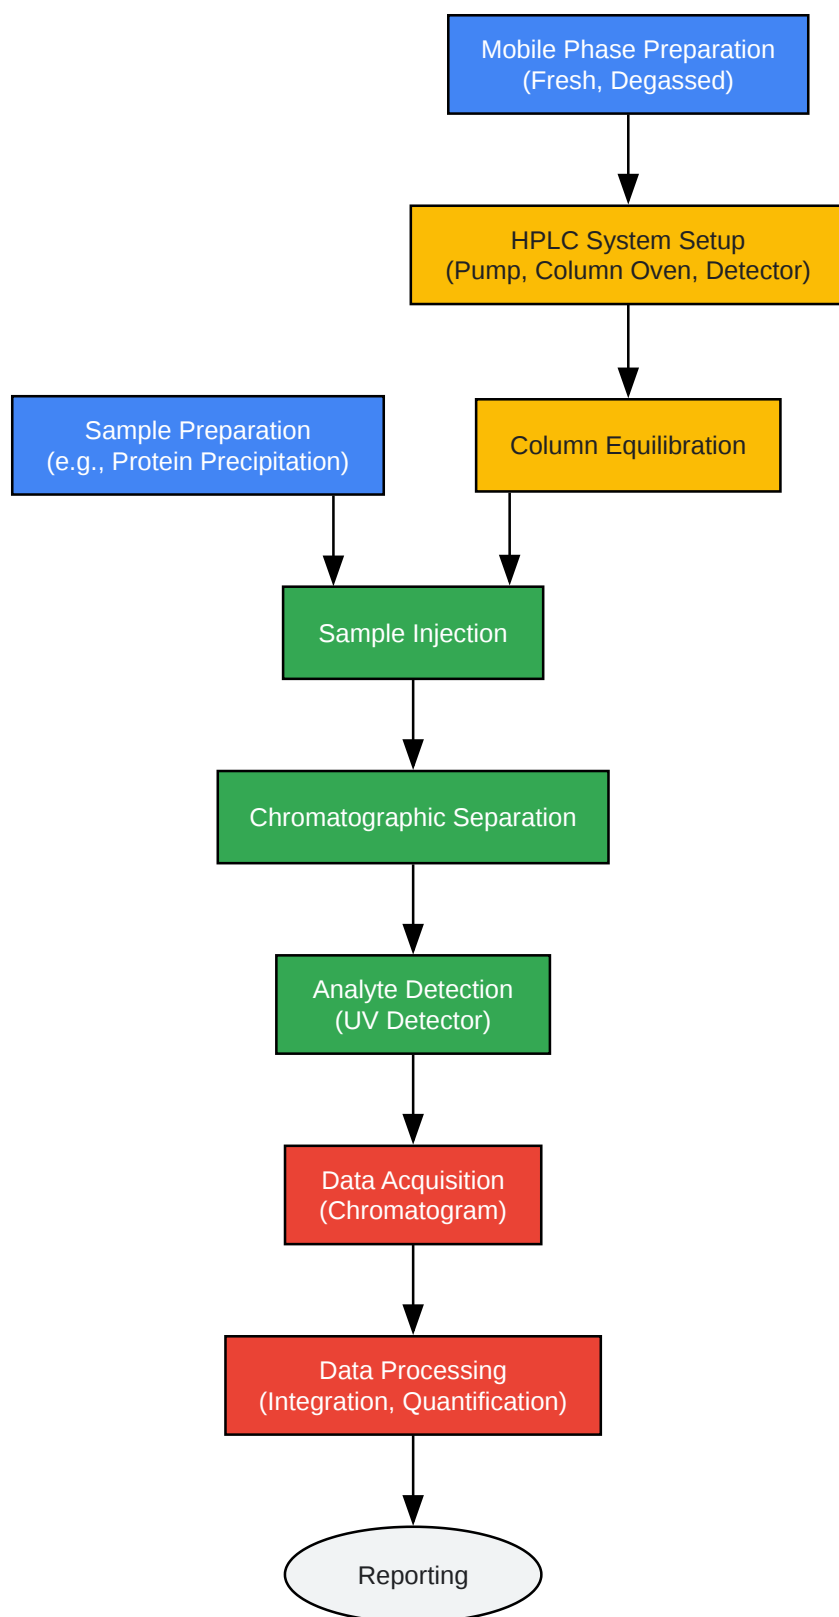 Mobile Phase Preparation
(Fresh, Degassed)
HPLC System Setup
(Pump, Column Oven, Detector)
Sample Preparation
(e.g., Protein Precipitation)
Column Equilibration
Sample Injection
Chromatographic Separation
Analyte Detection
(UV Detector)
Data Acquisition
(Chromatogram)
Data Processing
(Integration, Quantification)
Reporting